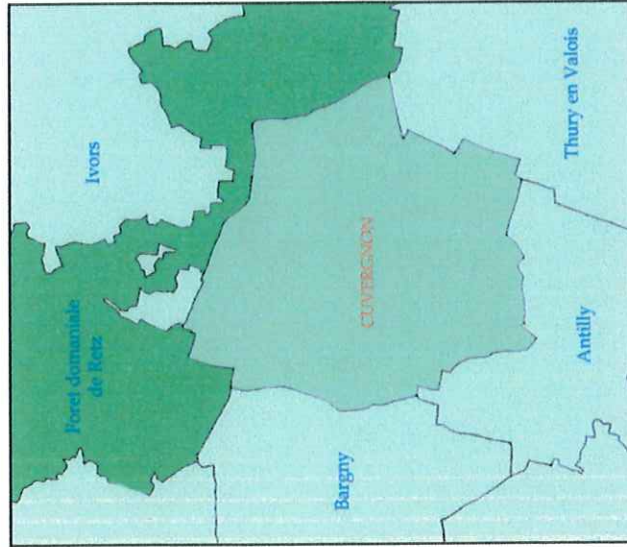 Foret domaniale
de Retz
Ivors
CUVERGNON
Bargny
Antilly
Thury en Valois